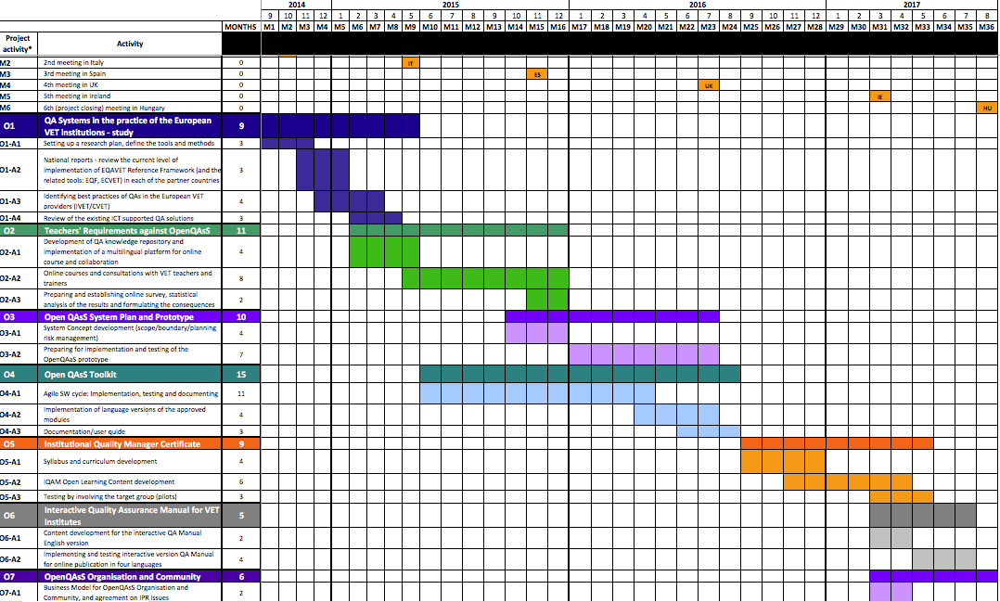 2014 2015 2016 2017
9 10 11 12 1 2 3 4 5 6 7 8 9 10 11 12 1 2 3 4 5 6 7 8 9 10 11 12 1 2 3 4 5 6 7 8
MONTHS M1 M2 M3 M4 M5 M6 M7 M8 M9 M10 M11 M12 M13 M14 M15 M16 M17 M18 M19 M20 M21 M22 M23 M24 M25 M26 M27 M28 M29 M30 M31 M32 M33 M34 M35 M36
Project
activity* Activity
M2 2nd meeting in Italy 0 IT
M3 3rd meeting in Spain 0 ES
M4 4th meeting in UK 0 UK
M5 5th meeting in Ireland 0 IE
M6 6th (project closing) meeting in Hungary 0 HU
O1 QA Systems in the practice of the European 9
VET Institutions - study
O1-A1 Setting up a research plan, define the tools and methods 3
National reports - review the current level of
O1-A2 implementation of EQAVET Reference Framework (and the 3
related tools: EQF, ECVET) in each of the partner countries
O1-A3 Identifying best practices of QAs in the European VET 4
providers (IVET/CVET)
O1-A4 Review of the existing ICT supported QA solutions 3
O2 Teachers' Requirements against OpenQAsS 11
Development of QA knowledge repository and
O2-A1 implementation of a multilingual platform for online 4
course and collaboration
O2-A2 Online courses and consultations with VET teachers and 8
trainers
O2-A3 Preparing and establishing online survey, statistical 2
analysis of the results and formulating the consequences
O3 Open QAsS System Plan and Prototype 10
O3-A1 System Concept development (scope/boundary/planning 4
risk management)
O3-A2 Preparing for implementation and testing of the 7
OpenQAaS prototype
O4 Open QAsS Toolkit 15
O4-A1 Agile SW cycle: Implementation, testing and documenting 11
O4-A2 Implementation of language versions of the approved 4
modules
O4-A3 Documentation/user guide 3
O5 Institutional Quality Manager Certificate 9
O5-A1 Syllabus and curriculum development 4
O5-A2 IQAM Open Learning Content development 6
O5-A3 Testing by involving the target group (pilots) 3
O6 Interactive Quality Assurance Manual for VET 5
Institutes
O6-A1 Content development for the interactive QA Manual 2
English version
O6-A2 Implementing snd testing interactive version QA Manual 4
for online publication in four languages
O7 OpenQAsS Organisation and Community 6
O7-A1 Business Model for OpenQAsS Organisation and 2
Community, and agreement on IPR issues